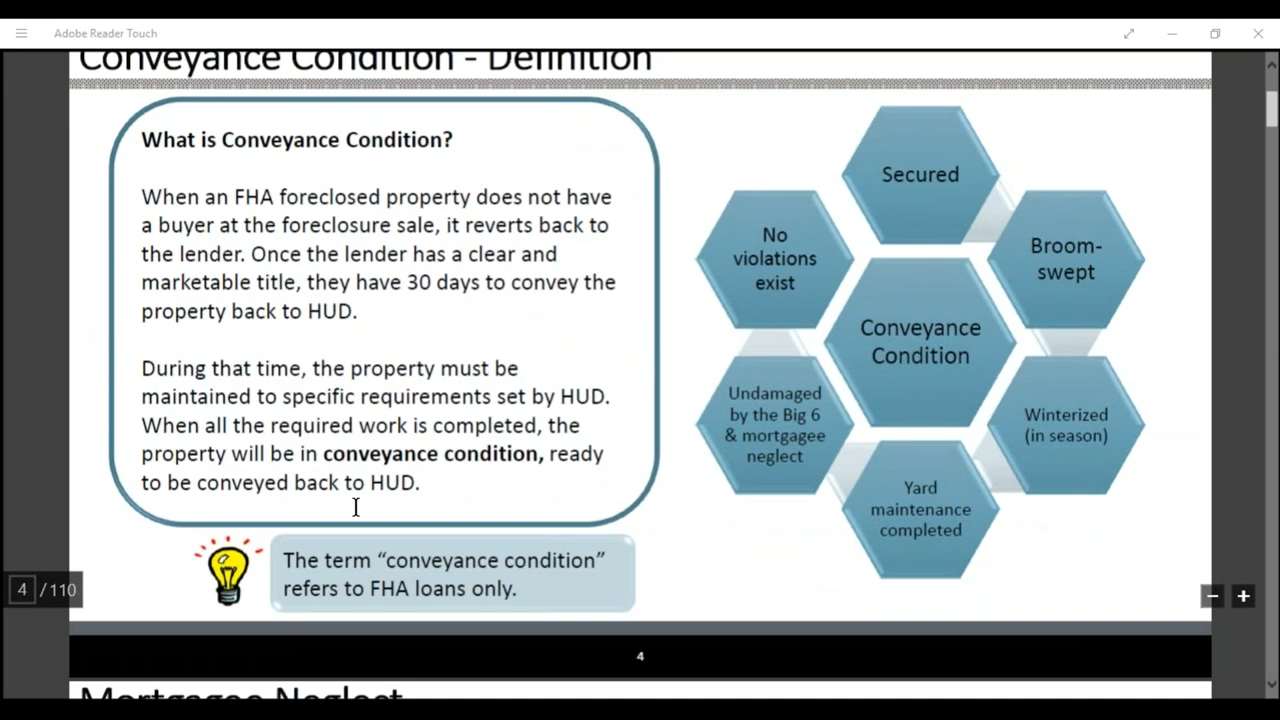 Adobe Reader Touch
Conveyance Condition - Definition
What is Conveyance Condition?
When an FHA foreclosed property does not have
a buyer at the foreclosure sale, it reverts back to
the lender. Once the lender has a clear and
marketable title, they have 30 days to convey the
property back to HUD.
During that time, the property must be
maintained to specific requirements set by HUD.
When all the required work is completed, the
property will be in conveyance condition, ready
to be conveyed back to HUD.
The term “conveyance condition”
refers to FHA loans only.
Secured
Broom-
swept
Winterized
(in season)
Yard
maintenance
completed
Undamaged
by the Big 6
& mortgagee
neglect
No
violations
exist
Conveyance
Condition
4 /110
4
Mortgagee Neglect